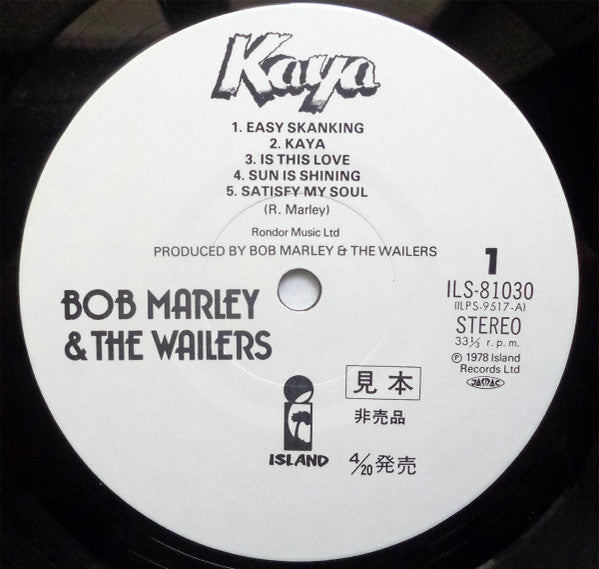 Kaya
1. EASY SKANKING
2. KAYA
3. IS THIS LOVE
4. SUN IS SHINING
5. SATISFY MY SOUL
(R. Marley)
Rondor Music Ltd
PRODUCED BY BOB MARLEY & THE WAILERS
1
ILS-81030
(ILPS-9517-A)
STEREO
33⅓ r. p. m.
Ⓟ 1978 Island
Records Ltd
JASRAC
BOB MARLEY
& THE WAILERS
i
ISLAND
見本
非売品
4/20発売